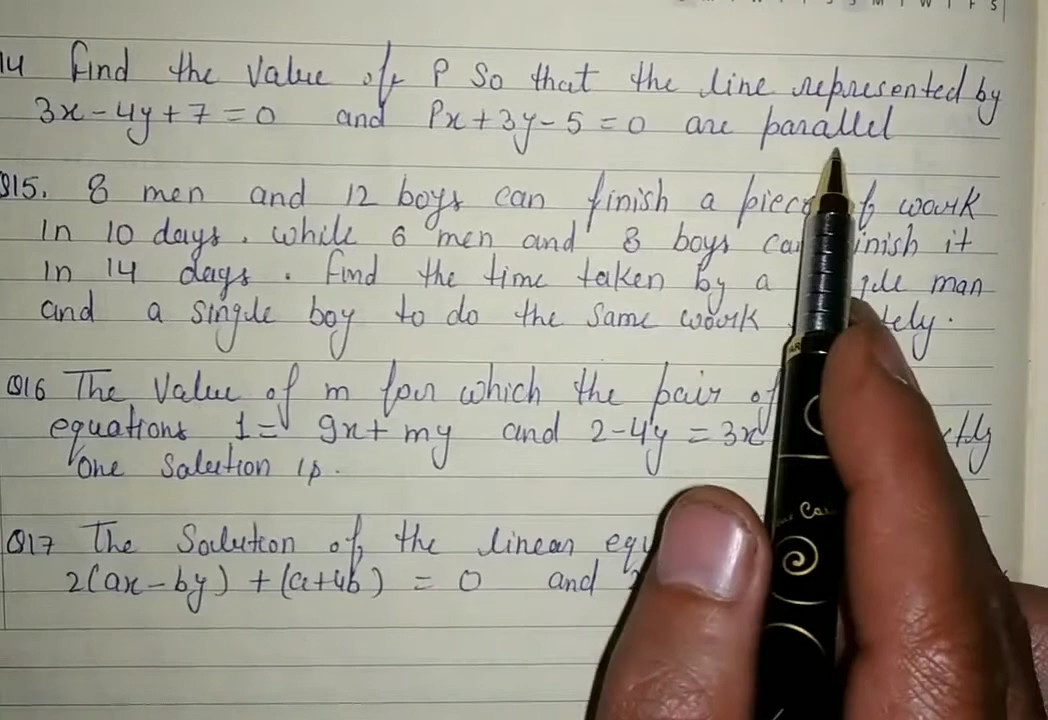 S M T W T F S
14 Find the Value of P So that the line represented by
3x-4y+7=0 and Px+3y-5=0 are parallel
Q15. 8 men and 12 boys can finish a piece of wourk
In 10 days. while 6 men and 8 boys can finish it
In 14 days. Find the time taken by a man
and a single boy to do the same wourk
Q16 The Value of m for which the pair of
equations 1= 9x+my and 2-4y = 3x
one Solution is.
Q17 The Solution of the linear equ
2(ax-by)+(a+4b) = 0 and